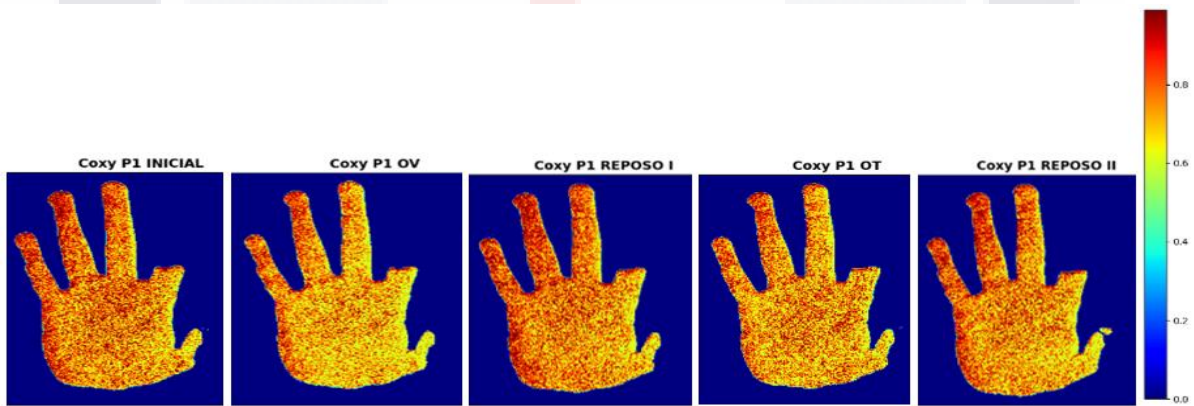 Coxy P1 INICIAL
Coxy P1 OV
Coxy P1 REPOSO I
Coxy P1 OT
Coxy P1 REPOSO II
0.8
0.6
0.4
0.2
0.0